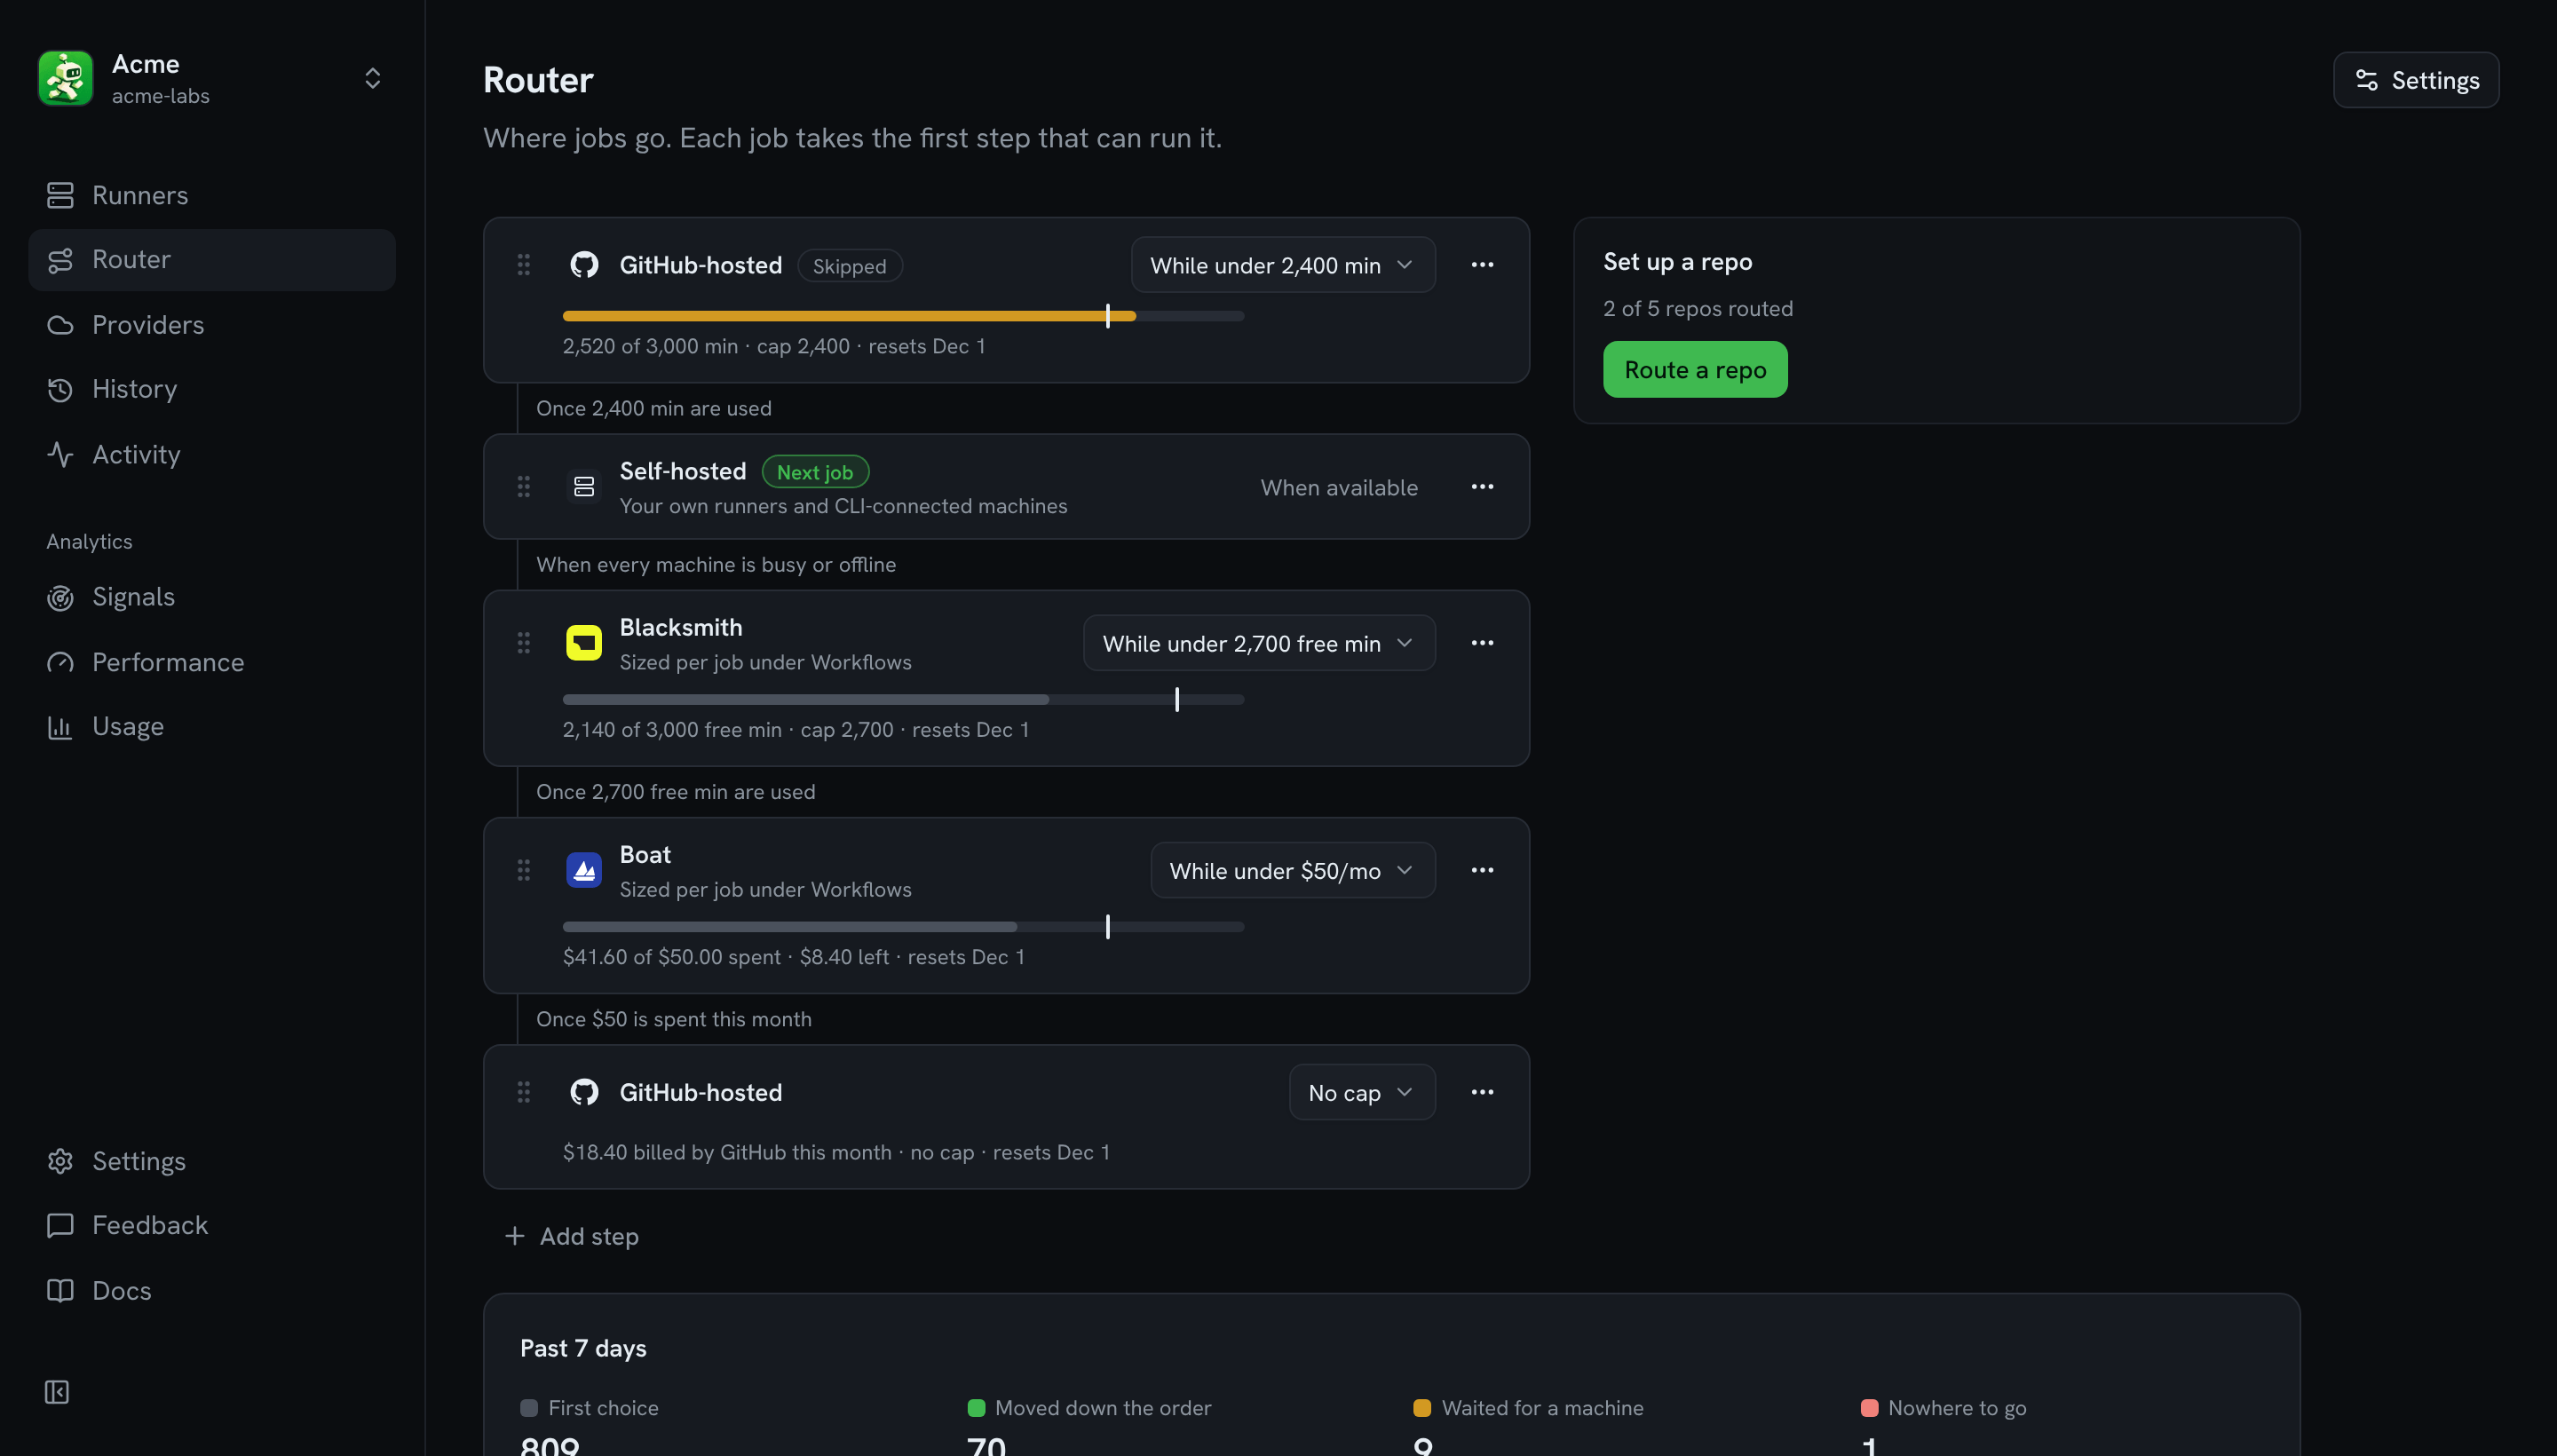 Acme
acme-labs
Runners
Router
Providers
History
Activity
Analytics
Signals
Performance
Usage
Settings
Feedback
Docs
Router
Settings
Where jobs go. Each job takes the first step that can run it.
GitHub-hosted
Skipped
While under 2,400 min
2,520 of 3,000 min · cap 2,400 · resets Dec 1
Once 2,400 min are used
Self-hosted
Next job
Your own runners and CLI-connected machines
When available
When every machine is busy or offline
Blacksmith
Sized per job under Workflows
While under 2,700 free min
2,140 of 3,000 free min · cap 2,700 · resets Dec 1
Once 2,700 free min are used
Boat
Sized per job under Workflows
While under $50/mo
$41.60 of $50.00 spent · $8.40 left · resets Dec 1
Once $50 is spent this month
GitHub-hosted
No cap
$18.40 billed by GitHub this month · no cap · resets Dec 1
Add step
Set up a repo
2 of 5 repos routed
Route a repo
Past 7 days
First choice
809
Moved down the order
70
Waited for a machine
9
Nowhere to go
1